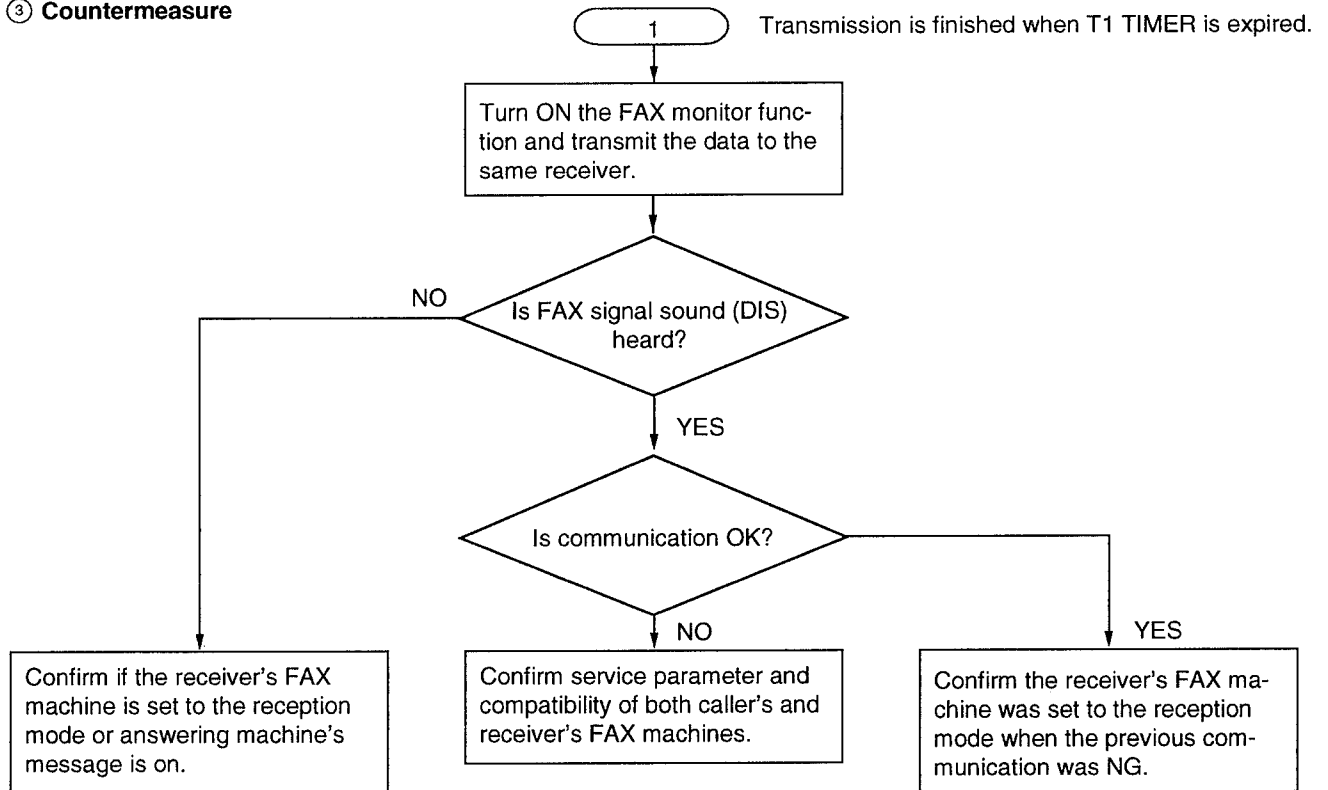 ③ Countermeasure
1
Transmission is finished when T1 TIMER is expired.
Turn ON the FAX monitor func-
tion and transmit the data to the
same receiver.
Is FAX signal sound (DIS)
heard?
NO
YES
Is communication OK?
NO
YES
Confirm if the receiver's FAX
machine is set to the reception
mode or answering machine's
message is on.
Confirm service parameter and
compatibility of both caller's and
receiver's FAX machines.
Confirm the receiver's FAX ma-
chine was set to the reception
mode when the previous com-
munication was NG.